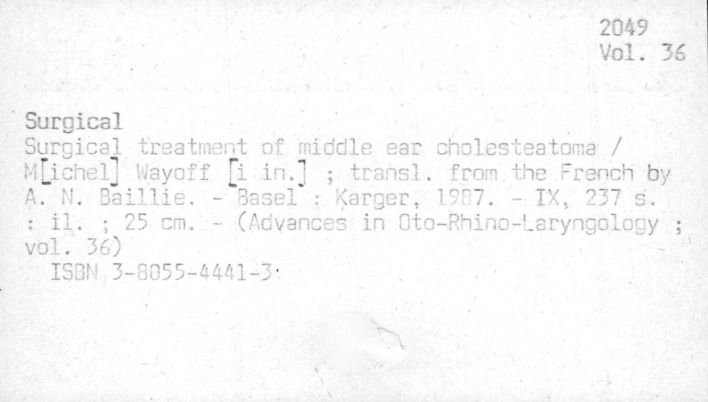 2049
Vol. 36
Surgical
Surgical treatment of middle ear cholesteatoma /
M[ichel] Wayoff [i in.] ; transl. from the French by
A. N. Baillie. - Basel : Karger, 1987. - IX, 237 s.
: il. ; 25 cm. - (Advances in Oto-Rhino-Laryngology ;
vol. 36)
ISBN 3-8055-4441-3